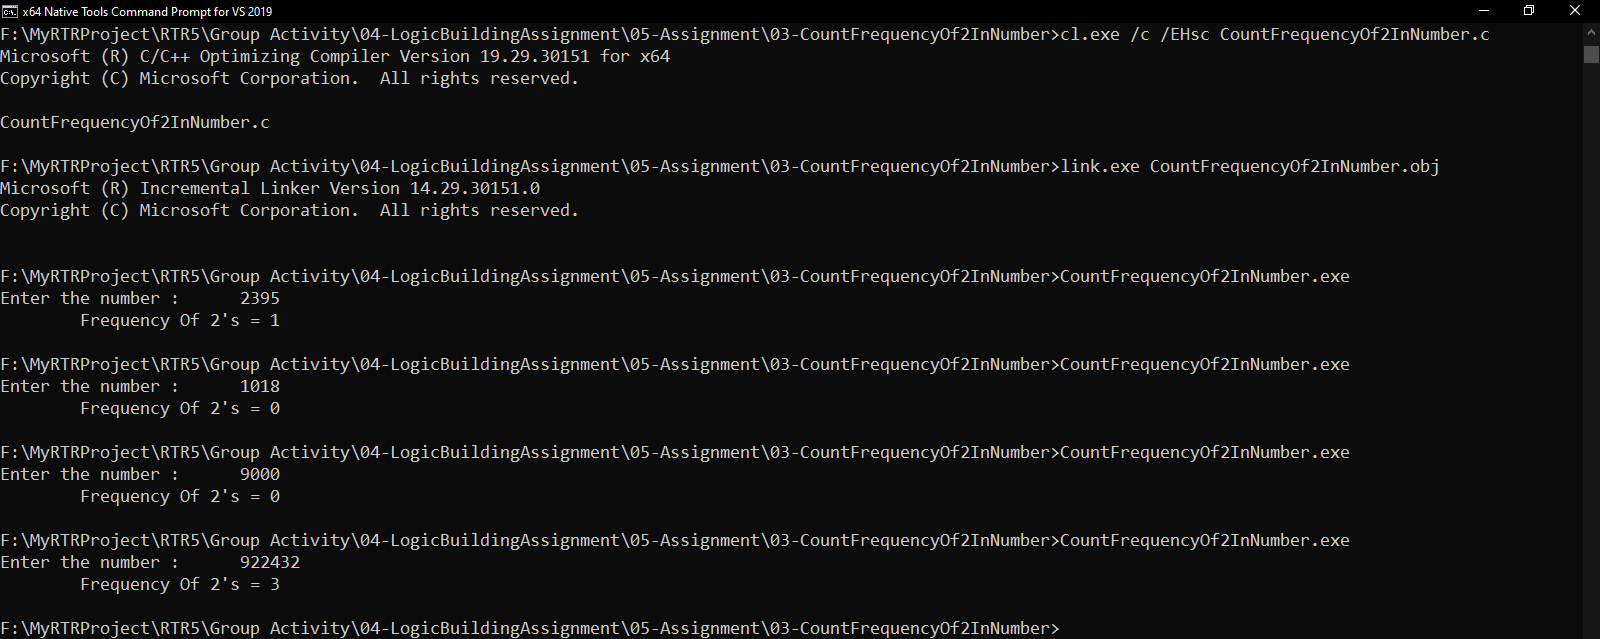 x64 Native Tools Command Prompt for VS 2019
F:\MyRTRProject\RTR5\Group Activity\04-LogicBuildingAssignment\05-Assignment\03-CountFrequencyOf2InNumber>cl.exe /c /EHsc CountFrequencyOf2InNumber.c
Microsoft (R) C/C++ Optimizing Compiler Version 19.29.30151 for x64
Copyright (C) Microsoft Corporation.  All rights reserved.

CountFrequencyOf2InNumber.c

F:\MyRTRProject\RTR5\Group Activity\04-LogicBuildingAssignment\05-Assignment\03-CountFrequencyOf2InNumber>link.exe CountFrequencyOf2InNumber.obj
Microsoft (R) Incremental Linker Version 14.29.30151.0
Copyright (C) Microsoft Corporation.  All rights reserved.


F:\MyRTRProject\RTR5\Group Activity\04-LogicBuildingAssignment\05-Assignment\03-CountFrequencyOf2InNumber>CountFrequencyOf2InNumber.exe
Enter the number :      2395
        Frequency Of 2's = 1

F:\MyRTRProject\RTR5\Group Activity\04-LogicBuildingAssignment\05-Assignment\03-CountFrequencyOf2InNumber>CountFrequencyOf2InNumber.exe
Enter the number :      1018
        Frequency Of 2's = 0

F:\MyRTRProject\RTR5\Group Activity\04-LogicBuildingAssignment\05-Assignment\03-CountFrequencyOf2InNumber>CountFrequencyOf2InNumber.exe
Enter the number :      9000
        Frequency Of 2's = 0

F:\MyRTRProject\RTR5\Group Activity\04-LogicBuildingAssignment\05-Assignment\03-CountFrequencyOf2InNumber>CountFrequencyOf2InNumber.exe
Enter the number :      922432
        Frequency Of 2's = 3

F:\MyRTRProject\RTR5\Group Activity\04-LogicBuildingAssignment\05-Assignment\03-CountFrequencyOf2InNumber>